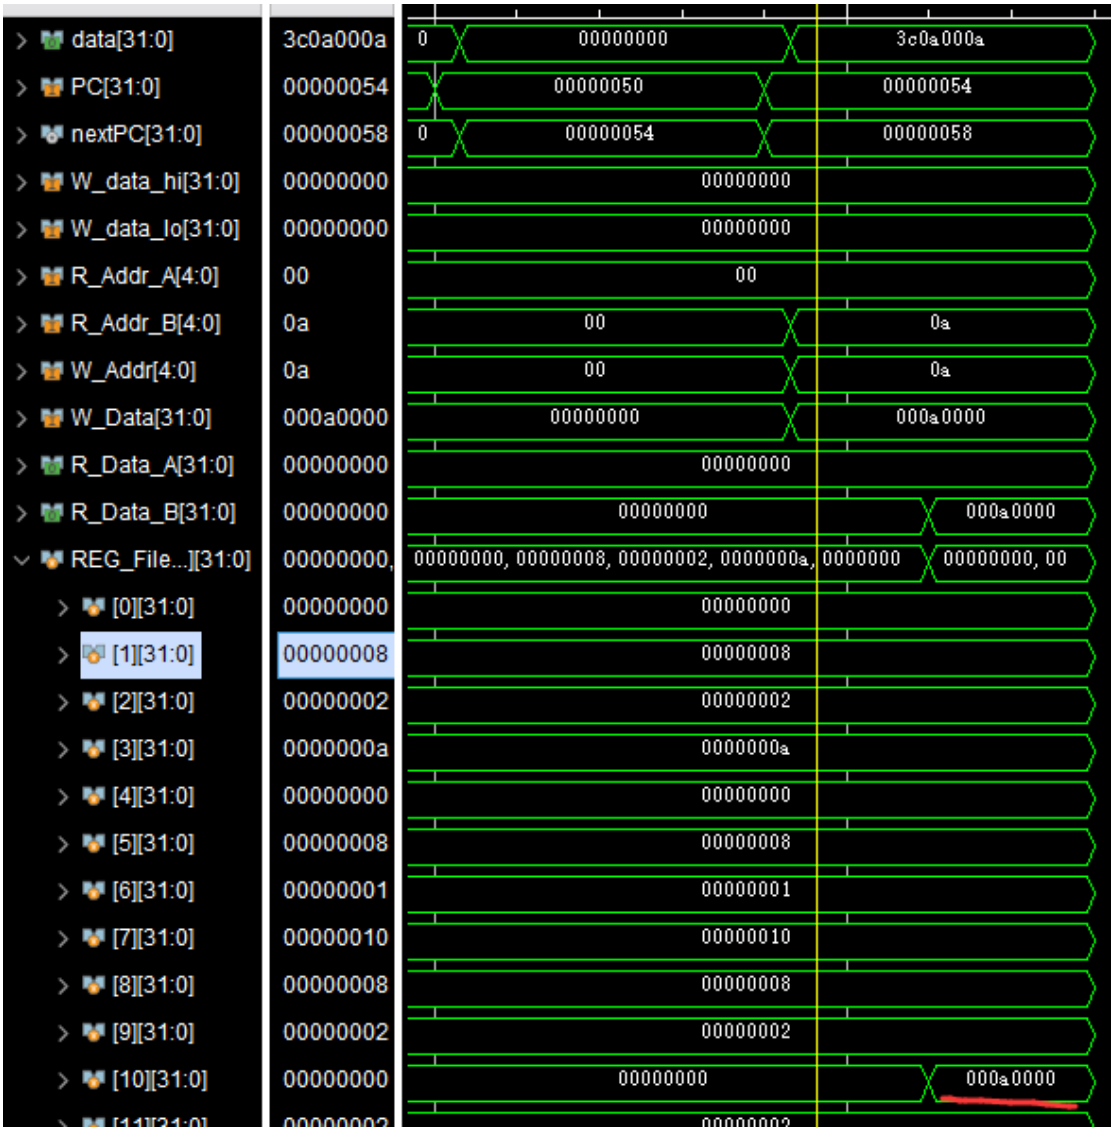 data[31:0] 3c0a000a 0 00000000 3c0a000a
PC[31:0] 00000054 00000050 00000054
nextPC[31:0] 00000058 0 00000054 00000058
W_data_hi[31:0] 00000000 00000000
W_data_lo[31:0] 00000000 00000000
R_Addr_A[4:0] 00 00
R_Addr_B[4:0] 0a 00 0a
W_Addr[4:0] 0a 00 0a
W_Data[31:0] 000a0000 00000000 000a0000
R_Data_A[31:0] 00000000 00000000
R_Data_B[31:0] 00000000 00000000 000a0000
REG_File...][31:0] 00000000, 00000000, 00000008, 00000002, 0000000a, 0000000 00000000, 00
[0][31:0] 00000000 00000000
[1][31:0] 00000008 00000008
[2][31:0] 00000002 00000002
[3][31:0] 0000000a 0000000a
[4][31:0] 00000000 00000000
[5][31:0] 00000008 00000008
[6][31:0] 00000001 00000001
[7][31:0] 00000010 00000010
[8][31:0] 00000008 00000008
[9][31:0] 00000002 00000002
[10][31:0] 00000000 00000000 000a0000
[11][31:0] 00000002 00000002